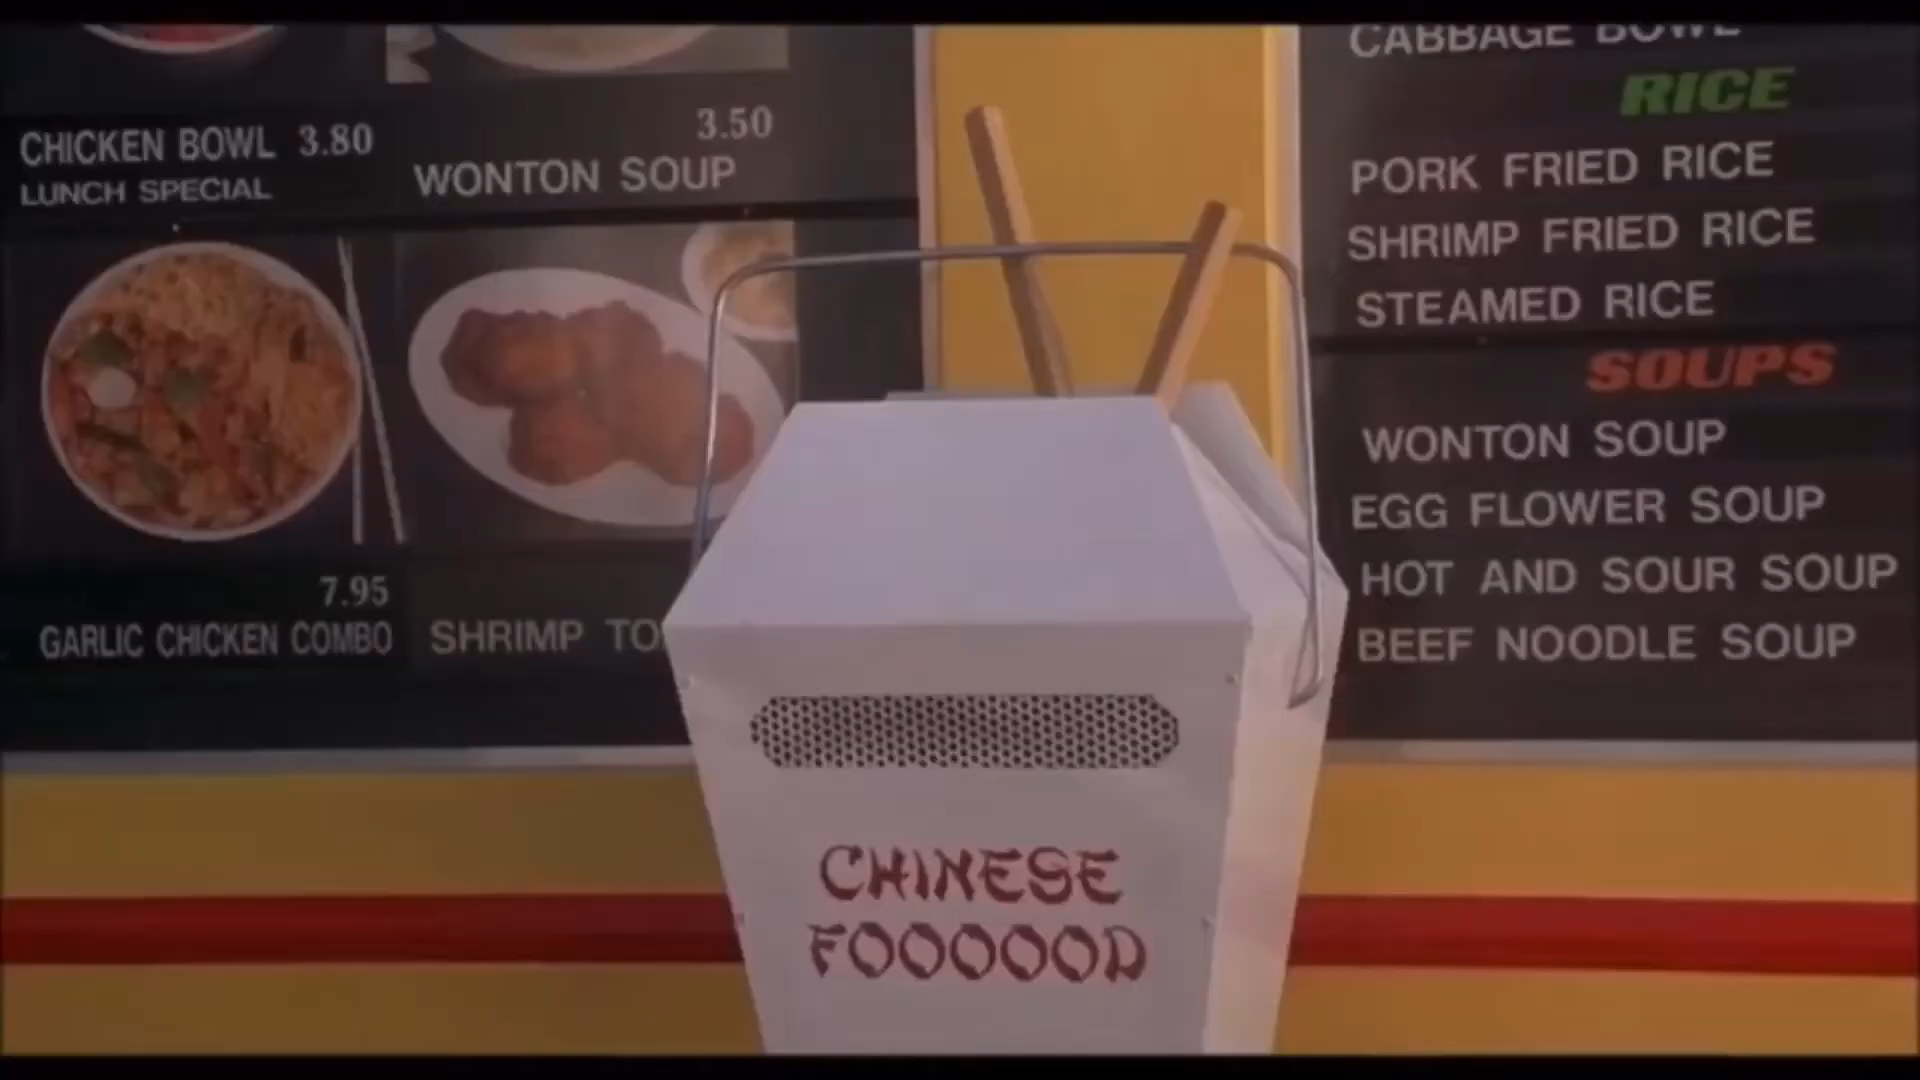 CHICKEN BOWL 3.80
LUNCH SPECIAL
3.50
WONTON SOUP
7.95
GARLIC CHICKEN COMBO
SHRIMP
CHINESE
FOOOOOD
CABBAGE BOWL
RICE
PORK FRIED RICE
SHRIMP FRIED RICE
STEAMED RICE
SOUPS
WONTON SOUP
EGG FLOWER SOUP
HOT AND SOUR SOUP
BEEF NOODLE SOUP